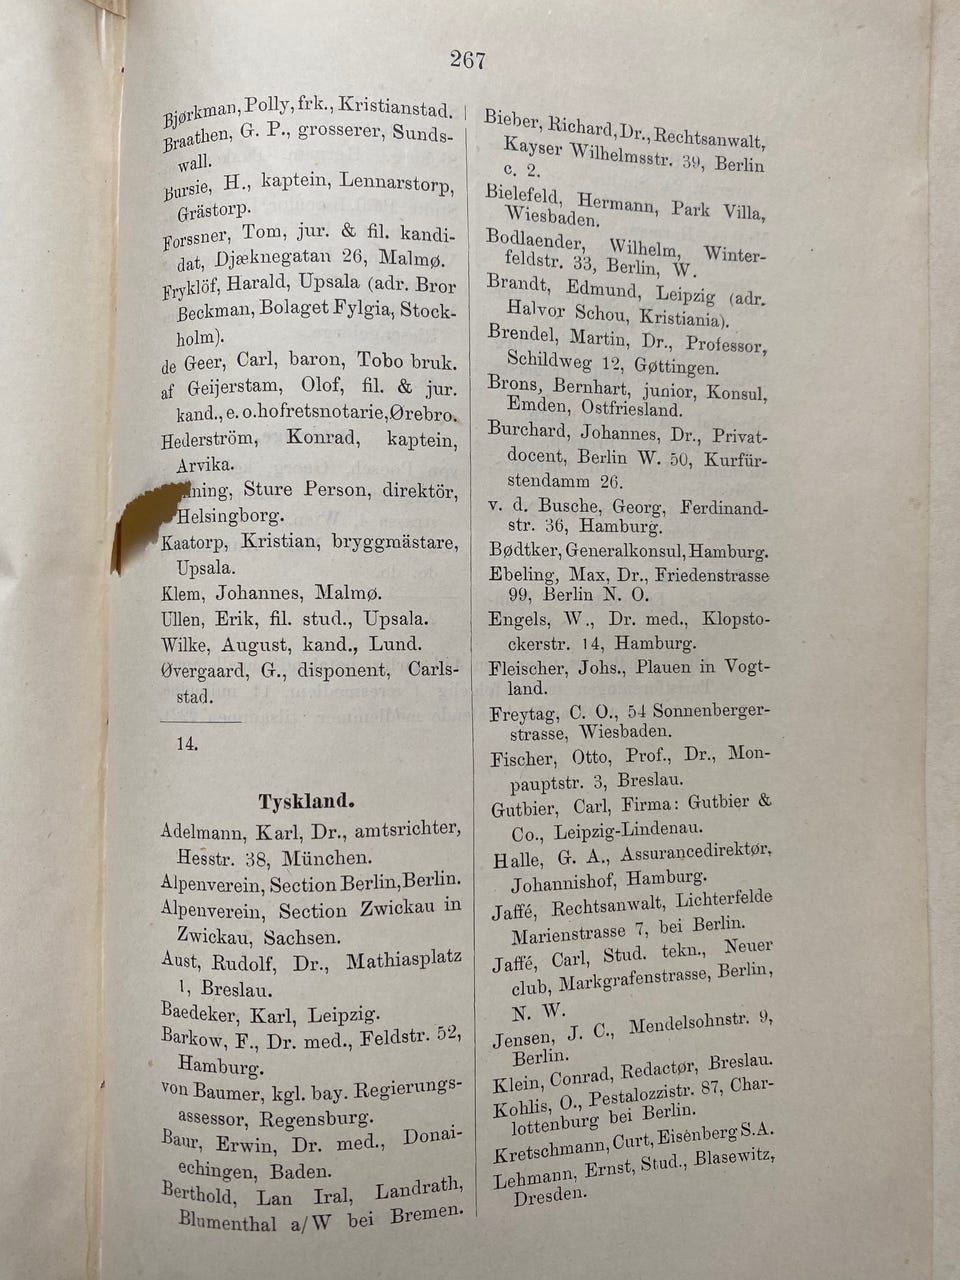 267
Bjørkman, Polly, frk., Kristianstad.
Braathen, G. P., grosserer, Sunds-
wall.
Bursie, H., kaptein, Lennarstorp,
Grästorp.
Forssner, Tom, jur. & fil. kandi-
dat, Djæknegatan 26, Malmø.
Fryklöf, Harald, Upsala (adr. Bror
Beckman, Bolaget Fylgia, Stock-
holm).
de Geer, Carl, baron, Tobo bruk.
af Geijerstam, Olof, fil. & jur.
kand., e. o. hofretsnotarie, Ørebro.
Hederström, Konrad, kaptein,
Arvika.
ning, Sture Person, direktör,
Helsingborg.
Kaatorp, Kristian, bryggmästare,
Upsala.
Klem, Johannes, Malmø.
Ullen, Erik, fil. stud., Upsala.
Wilke, August, kand., Lund.
Øvergaard, G., disponent, Carls-
stad.
14.
Tyskland.
Adelmann, Karl, Dr., amtsrichter,
Hesstr. 38, München.
Alpenverein, Section Berlin, Berlin.
Alpenverein, Section Zwickau in
Zwickau, Sachsen.
Aust, Rudolf, Dr., Mathiasplatz
1, Breslau.
Baedeker, Karl, Leipzig.
Barkow, F., Dr. med., Feldstr. 52,
Hamburg.
von Baumer, kgl. bay. Regierungs-
assessor, Regensburg.
Baur, Erwin, Dr. med., Donai-
echingen, Baden.
Berthold, Lan Iral, Landrath,
Blumenthal a/W bei Bremen.
Bieber, Richard, Dr., Rechtsanwalt,
Kayser Wilhelmsstr. 39, Berlin
c. 2.
Bielefeld, Hermann, Park Villa,
Wiesbaden.
Bodlaender, Wilhelm, Winter-
feldstr. 33, Berlin, W.
Brandt, Edmund, Leipzig (adr.
Halvor Schou, Kristiania).
Brendel, Martin, Dr., Professor,
Schildweg 12, Gøttingen.
Brons, Bernhart, junior, Konsul,
Emden, Ostfriesland.
Burchard, Johannes, Dr., Privat-
docent, Berlin W. 50, Kurfür-
stendamm 26.
v. d. Busche, Georg, Ferdinand-
str. 36, Hamburg.
Bødtker, Generalkonsul, Hamburg.
Ebeling, Max, Dr., Friedenstrasse
99, Berlin N. O.
Engels, W., Dr. med., Klopsto-
ckerstr. 14, Hamburg.
Fleischer, Johs., Plauen in Vogt-
land.
Freytag, C. O., 54 Sonnenberger-
strasse, Wiesbaden.
Fischer, Otto, Prof., Dr., Mon-
pauptstr. 3, Breslau.
Gutbier, Carl, Firma: Gutbier &
Co., Leipzig-Lindenau.
Halle, G. A., Assurancedirektør,
Johannishof, Hamburg.
Jaffé, Rechtsanwalt, Lichterfelde
Marienstrasse 7, bei Berlin.
Jaffé, Carl, Stud. tekn., Neuer
club, Markgrafenstrasse, Berlin,
N. W.
Jensen, J. C., Mendelsohnstr. 9,
Berlin.
Klein, Conrad, Redactør, Breslau.
Kohlis, O., Pestalozzistr. 87, Char-
lottenburg bei Berlin.
Kretschmann, Curt, Eisénberg S.A.
Lehmann, Ernst, Stud., Blasewitz,
Dresden.